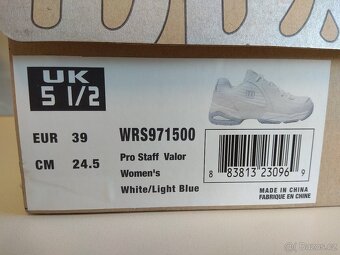 UK
5 1/2
EUR 39
CM 24.5
WRS971500
Pro Staff Valor
Women's
White/Light Blue
8 83813 23096 9
MADE IN CHINA
FABRIQUE EN CHINE